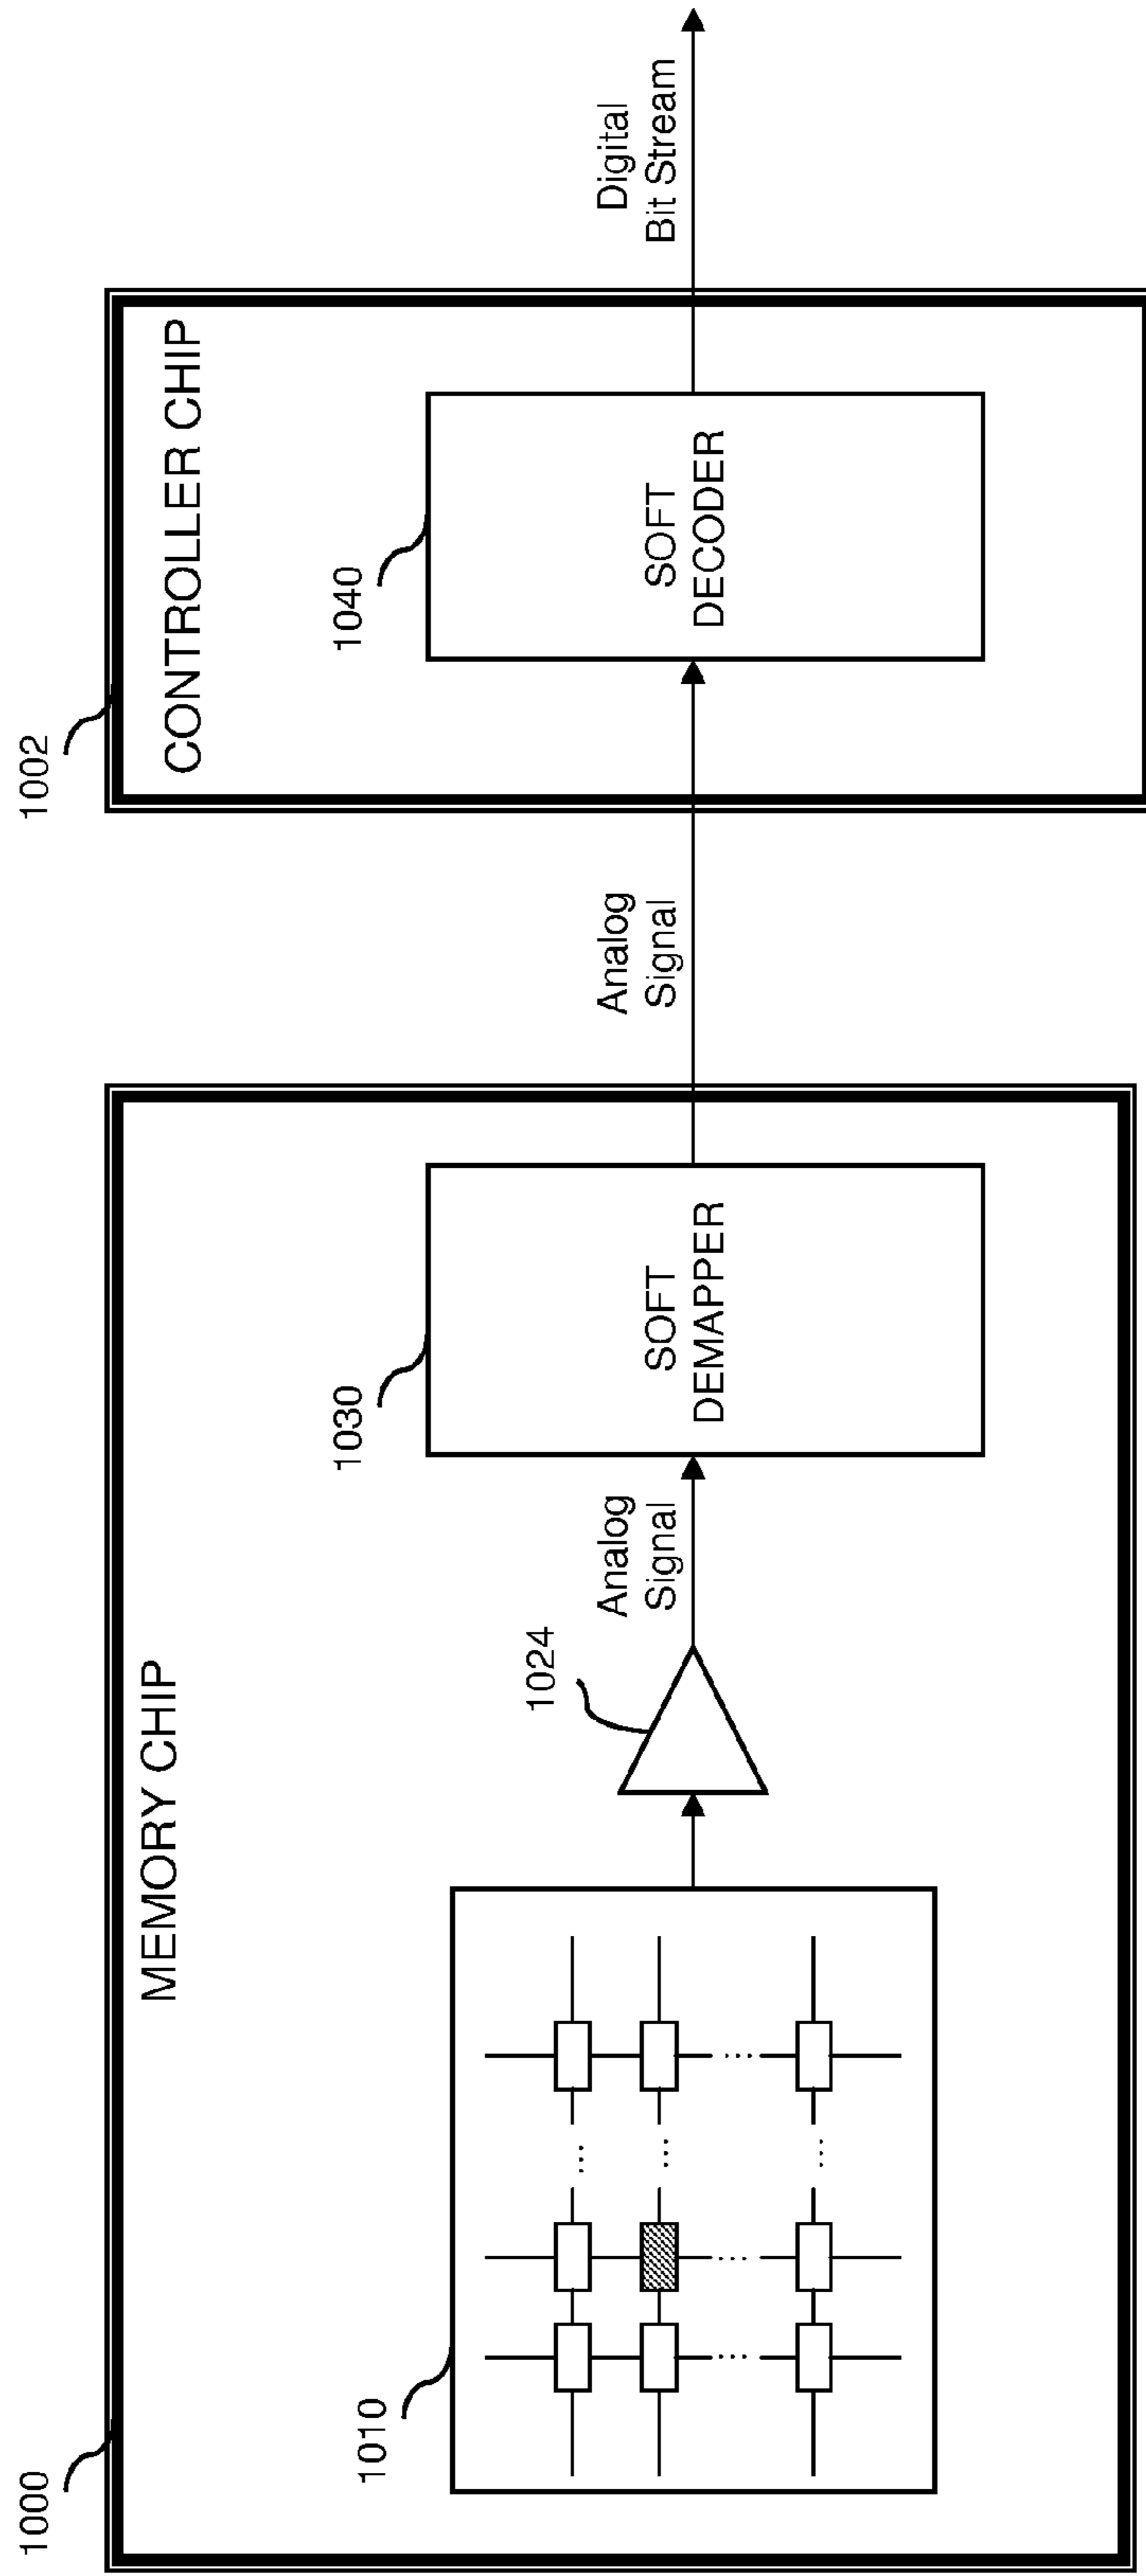 1000
MEMORY CHIP
1010
1024
Analog
Signal
1030
SOFT
DEMAPPER
Analog
Signal
1002
CONTROLLER CHIP
1040
SOFT
DECODER
Digital
Bit Stream